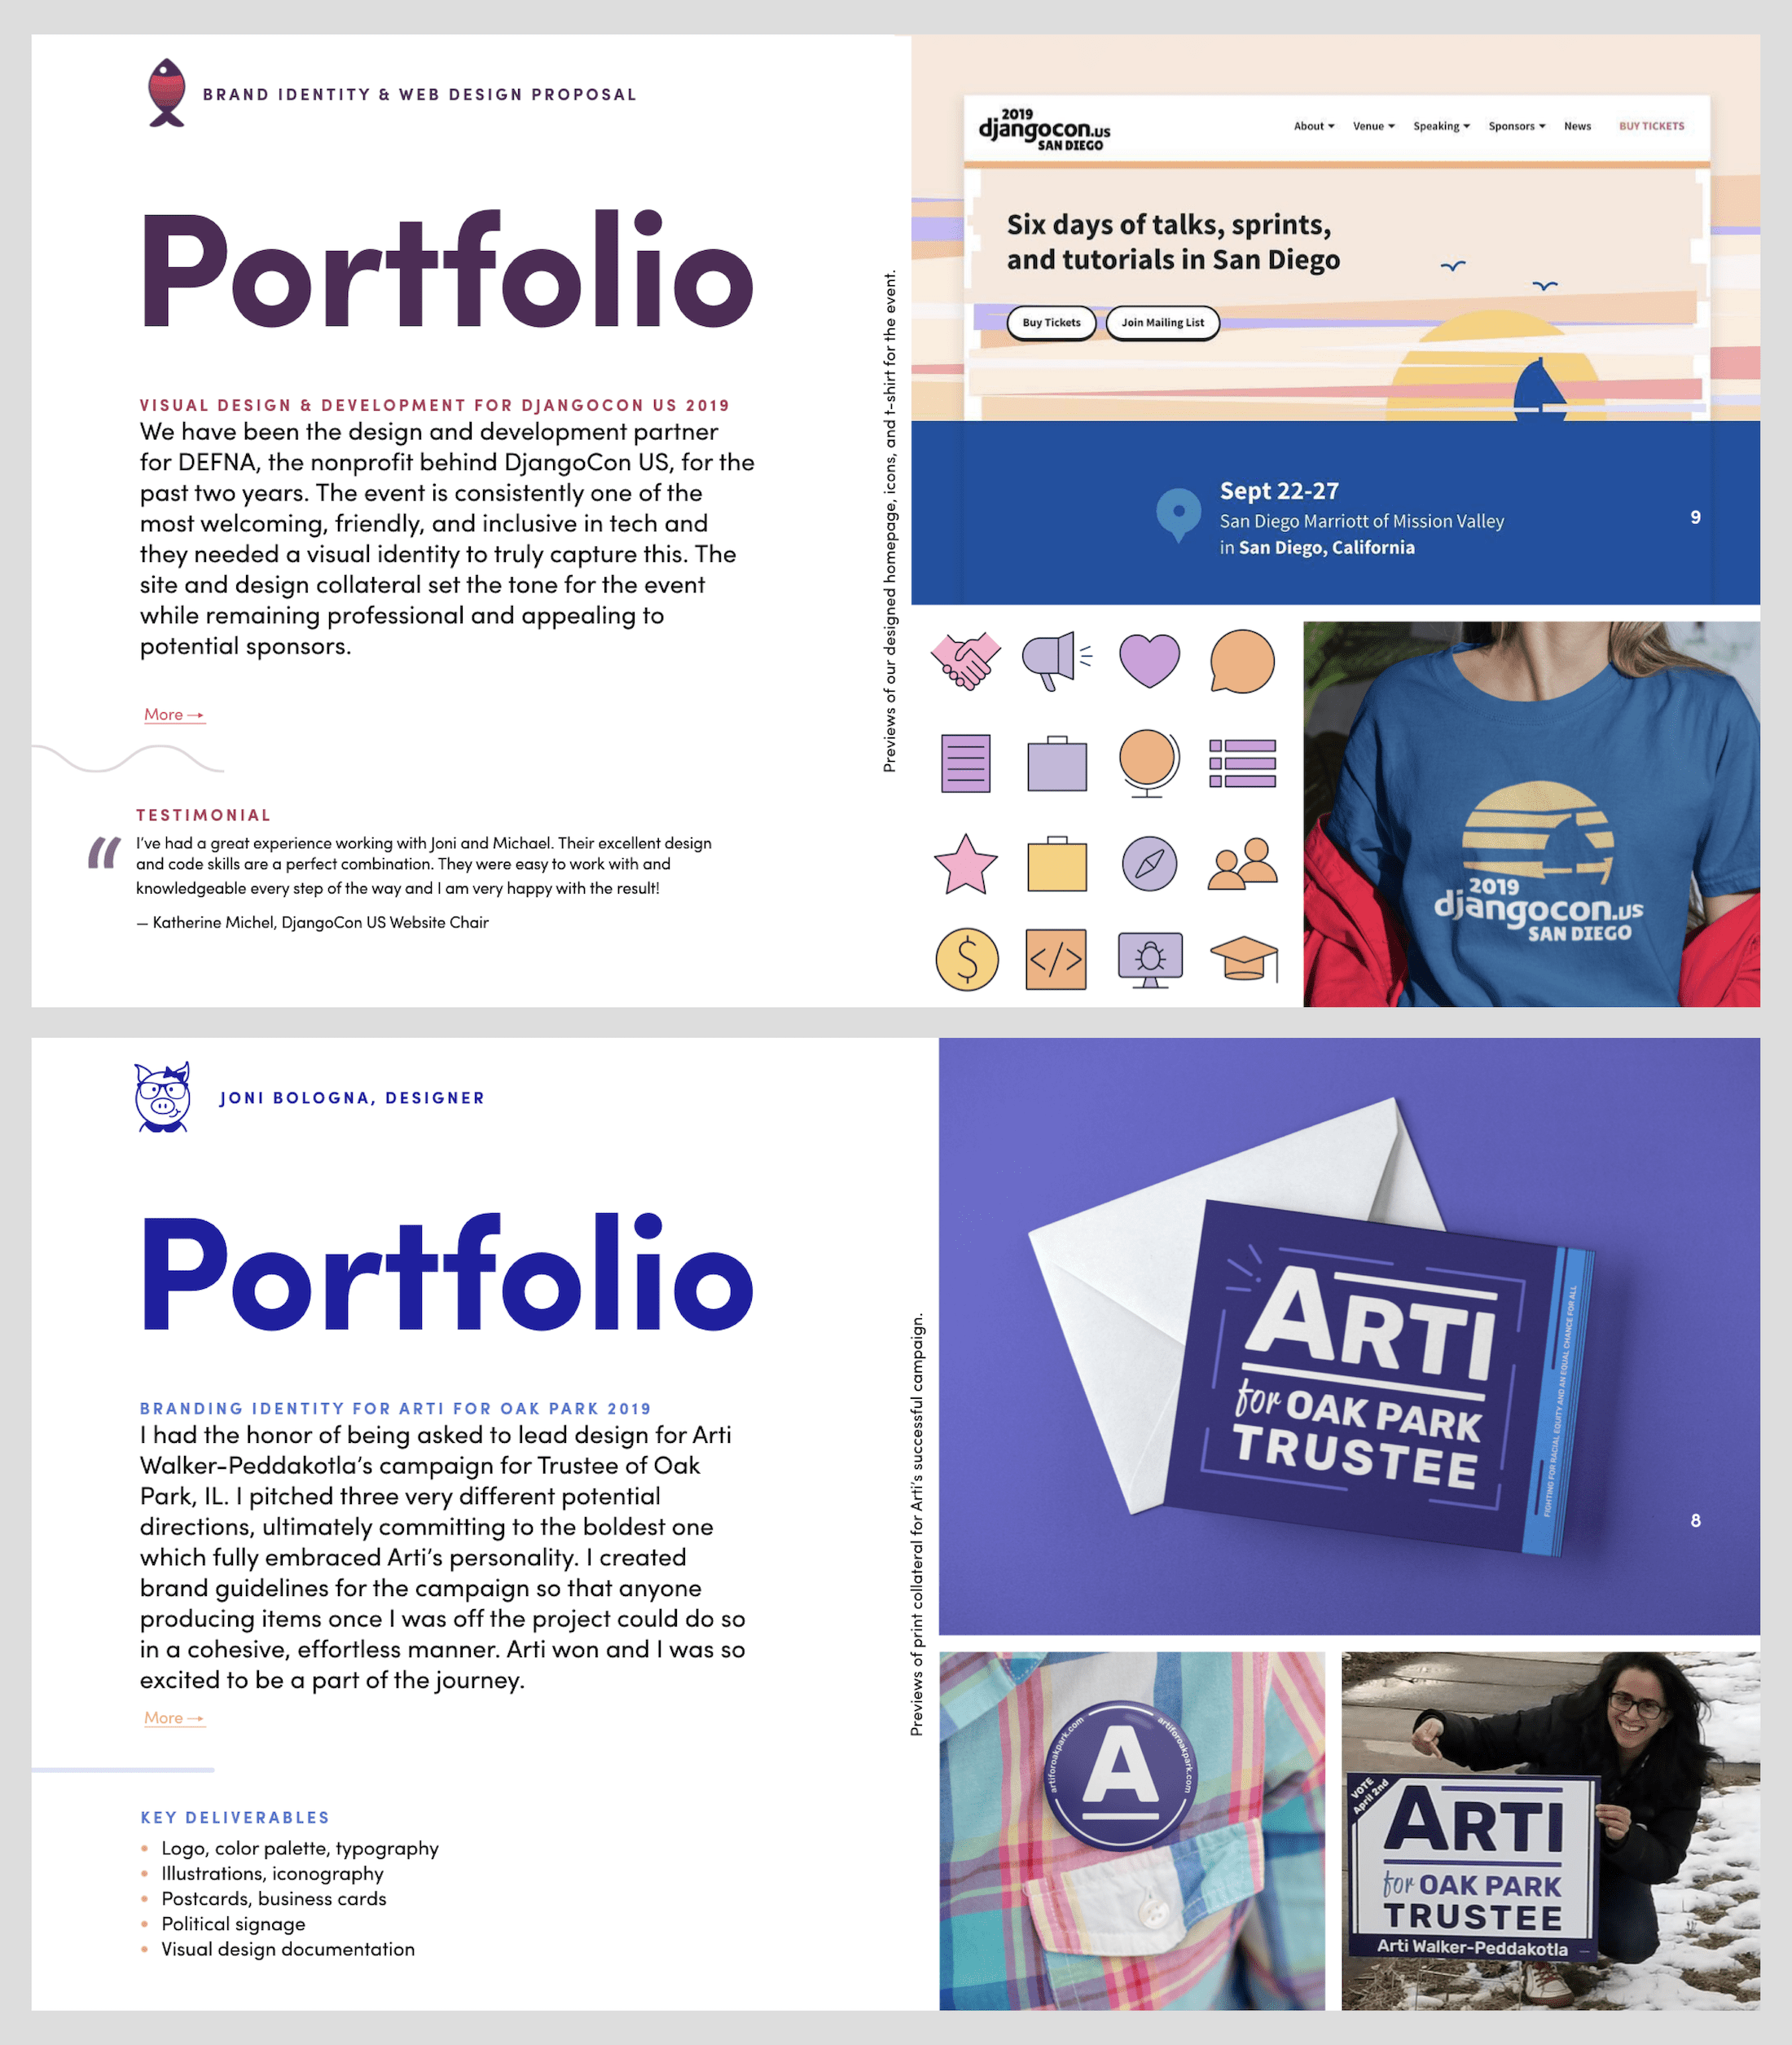 BRAND IDENTITY & WEB DESIGN PROPOSAL
Portfolio
VISUAL DESIGN & DEVELOPMENT FOR DJANGOCON US 2019
We have been the design and development partner
for DEFNA, the nonprofit behind DjangoCon US, for the
past two years. The event is consistently one of the
most welcoming, friendly, and inclusive in tech and
they needed a visual identity to truly capture this. The
site and design collateral set the tone for the event
while remaining professional and appealing to
potential sponsors.
More →
TESTIMONIAL
“
I’ve had a great experience working with Joni and Michael. Their excellent design
and code skills are a perfect combination. They were easy to work with and
knowledgeable every step of the way and I am very happy with the result!
— Katherine Michel, DjangoCon US Website Chair
Previews of our designed homepage, icons, and t-shirt for the event.
2019
djangocon.us
SAN DIEGO
About
Venue
Speaking
Sponsors
News
BUY TICKETS
Six days of talks, sprints,
and tutorials in San Diego
Buy Tickets
Join Mailing List
Sept 22-27
San Diego Marriott of Mission Valley
in San Diego, California
9
$
</>
2019
djangocon.us
SAN DIEGO
JONI BOLOGNA, DESIGNER
Portfolio
BRANDING IDENTITY FOR ARTI FOR OAK PARK 2019
I had the honor of being asked to lead design for Arti
Walker-Peddakotla’s campaign for Trustee of Oak
Park, IL. I pitched three very different potential
directions, ultimately committing to the boldest one
which fully embraced Arti’s personality. I created
brand guidelines for the campaign so that anyone
producing items once I was off the project could do so
in a cohesive, effortless manner. Arti won and I was so
excited to be a part of the journey.
More →
KEY DELIVERABLES
• Logo, color palette, typography
• Illustrations, iconography
• Postcards, business cards
• Political signage
• Visual design documentation
Previews of print collateral for Arti’s successful campaign.
ARTI
for OAK PARK
TRUSTEE
FIGHTING FOR RACIAL EQUITY AND AN EQUAL CHANCE FOR ALL
8
artiforoakpark.com
artiforoakpark.com
A
VOTE
April 2nd
ARTI
for OAK PARK
TRUSTEE
Arti Walker-Peddakotla